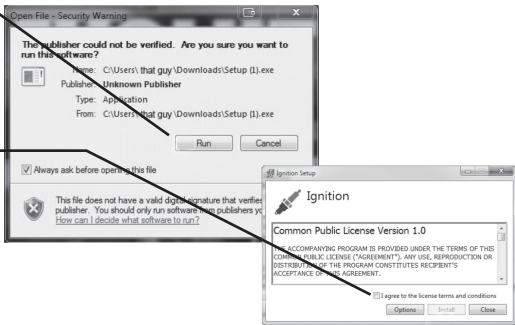 Open File - Security Warning
The publisher could not be verified. Are you sure you want to
run this software?
Name: C:\Users\ that guy \Downloads\Setup (1).exe
Publisher: Unknown Publisher
Type: Application
From: C:\Users\ that guy \Downloads\Setup (1).exe
Run Cancel
Always ask before opening this file
This file does not have a valid digital signature that verifies
publisher. You should only run software from publishers
How can I decide what software to run?
Ignition Setup
Ignition
Common Public License Version 1.0
THE ACCOMPANYING PROGRAM IS PROVIDED UNDER THE TERMS OF THIS
COMMON PUBLIC LICENSE ("AGREEMENT"). ANY USE, REPRODUCTION OR
DISTRIBUTION OF THE PROGRAM CONSTITUTES RECIPIENT'S
ACCEPTANCE OF THIS AGREEMENT.
I agree to the license terms and conditions
Options Install Close